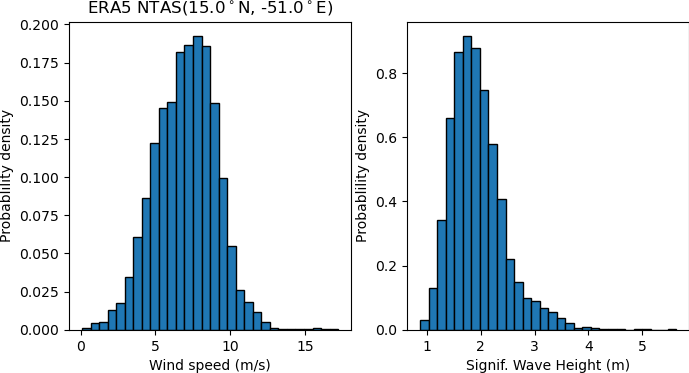 ERA5 NTAS(15.0°N, -51.0°E)
Probablility density
0.200
0.175
0.150
0.125
0.100
0.075
0.050
0.025
0.000
0 5 10 15
Wind speed (m/s)
Probablility density
0.8
0.6
0.4
0.2
0.0
1 2 3 4 5
Signif. Wave Height (m)